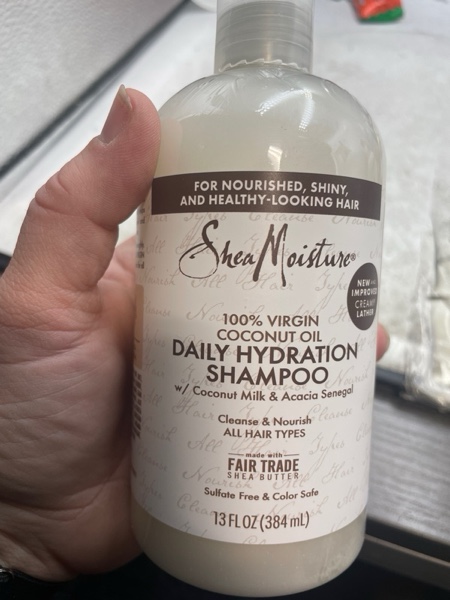 FOR NOURISHED, SHINY,
AND HEALTHY-LOOKING HAIR
SheaMoisture®
NEW AND
IMPROVED
CREAMY
LATHER
100% VIRGIN
COCONUT OIL
DAILY HYDRATION
SHAMPOO
w/ Coconut Milk & Acacia Senegal
Cleanse & Nourish
ALL HAIR TYPES
made with
FAIR TRADE
SHEA BUTTER
Sulfate Free & Color Safe
13 FL OZ (384 mL)